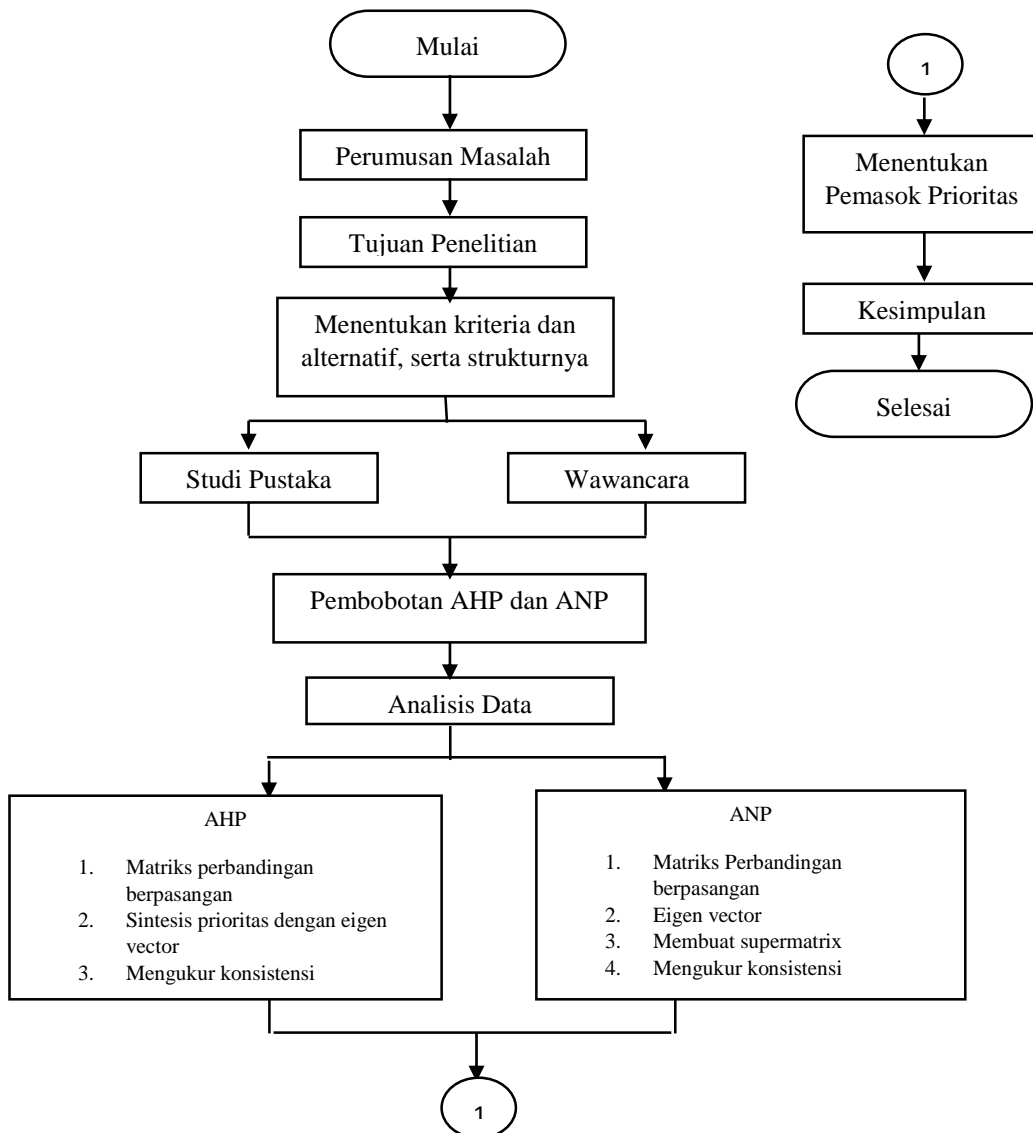 Mulai
Perumusan Masalah
Tujuan Penelitian
Menentukan kriteria dan
alternatif, serta strukturnya
Studi Pustaka
Wawancara
Pembobotan AHP dan ANP
Analisis Data
AHP
1. Matriks perbandingan
berpasangan
2. Sintesis prioritas dengan eigen
vector
3. Mengukur konsistensi
ANP
1. Matriks Perbandingan
berpasangan
2. Eigen vector
3. Membuat supermatrix
4. Mengukur konsistensi
1
1
Menentukan
Pemasok Prioritas
Kesimpulan
Selesai